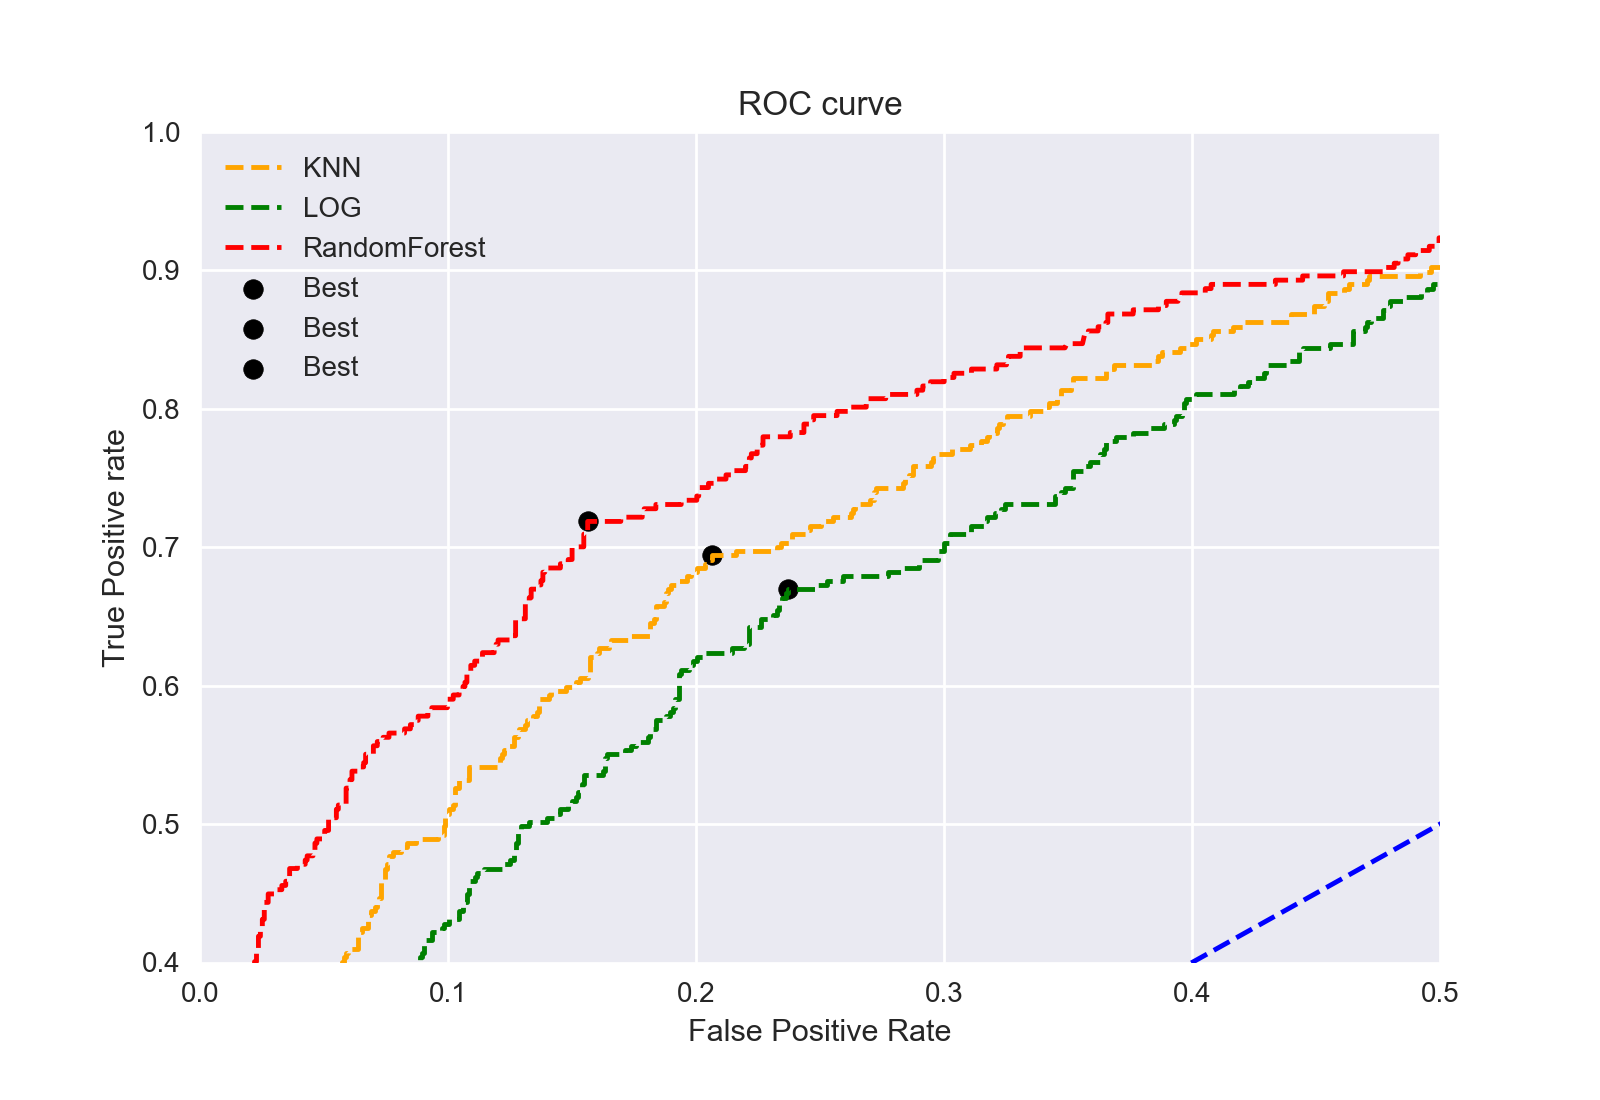 ROC curve
KNN
LOG
RandomForest
Best
Best
Best
1.0
0.9
0.8
0.7
0.6
0.5
0.4
True Positive rate
0.0 0.1 0.2 0.3 0.4 0.5
False Positive Rate